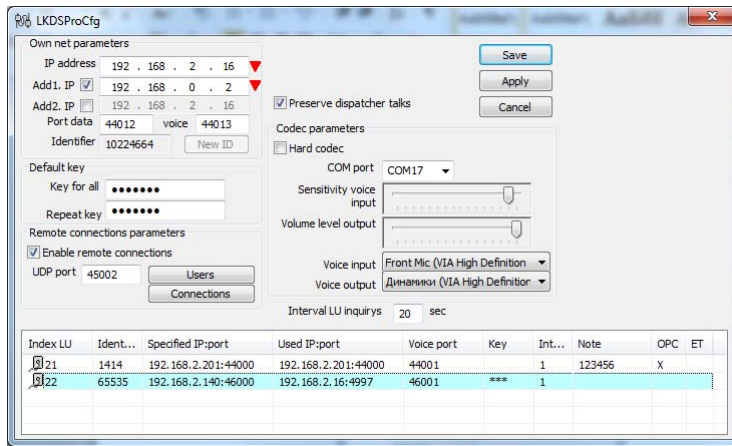 LKDSProCfg
Own net parameters
IP address 192 . 168 . 2 . 16
Add1. IP 192 . 168 . 0 . 2
Add2. IP 192 . 168 . 2 . 16
Port data 44012 voice 44013
Identifier 10224664 New ID
Default key
Key for all •••••••
Repeat key •••••••
Remote connections parameters
Enable remote connections
UDP port 45002 Users
Connections
Save
Apply
Cancel
Preserve dispatcher talks
Codec parameters
Hard codec
COM port COM17
Sensitivity voice
input
Volume level output
Voice input Front Mic (VIA High Definition
Voice output Динамики (VIA High Definition
Interval LU inquirys 20 sec
Index LU Ident... Specified IP:port Used IP:port Voice port Key Int... Note OPC ET
21 1414 192.168.2.201:44000 192.168.2.201:44000 44001 1 123456 X
22 65535 192.168.2.140:46000 192.168.2.16:4997 46001 *** 1